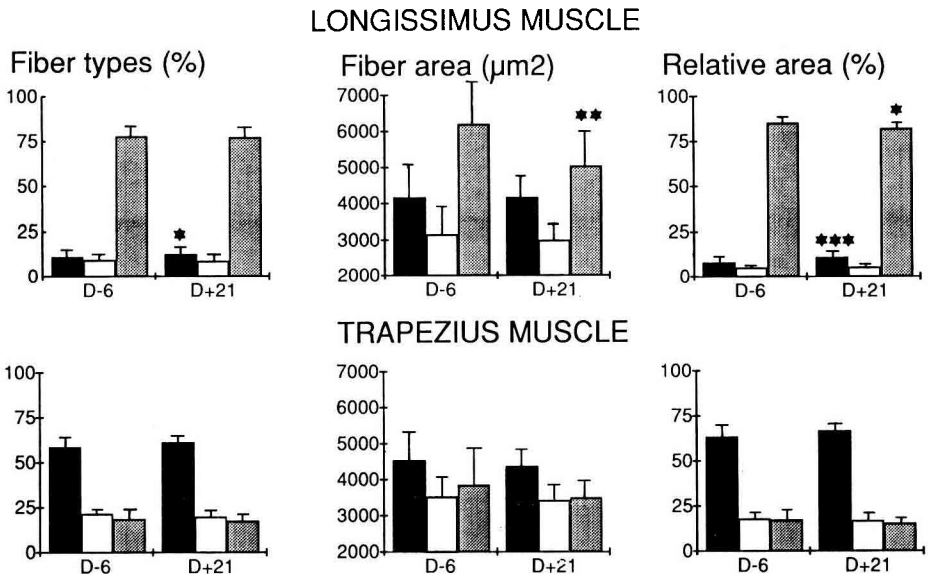 LONGISSIMUS MUSCLE
Fiber types (%)
Fiber area (µm2)
Relative area (%)
100
75
50
25
0
D-6
D+21
*
7000
6000
5000
4000
3000
2000
D-6
D+21
**
100
75
50
25
0
D-6
D+21
***
*
TRAPEZIUS MUSCLE
100
75
50
25
0
D-6
D+21
7000
6000
5000
4000
3000
2000
D-6
D+21
100
75
50
25
0
D-6
D+21